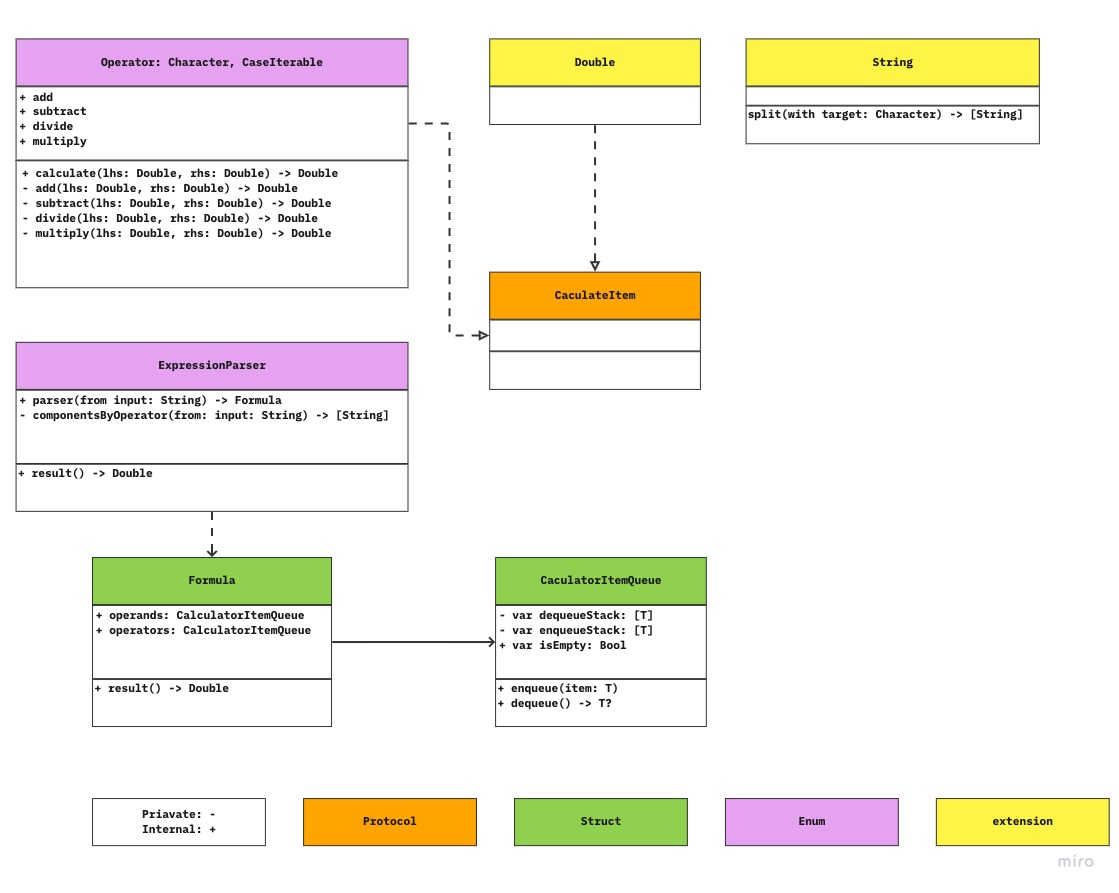 Operator: Character, CaseIterable
+ add
+ subtract
+ divide
+ multiply
+ calculate(lhs: Double, rhs: Double) -> Double
- add(lhs: Double, rhs: Double) -> Double
- subtract(lhs: Double, rhs: Double) -> Double
- divide(lhs: Double, rhs: Double) -> Double
- multiply(lhs: Double, rhs: Double) -> Double
Double
String
split(with target: Character) -> [String]
CaculateItem
ExpressionParser
+ parser(from input: String) -> Formula
- componentsByOperator(from: input: String) -> [String]
+ result() -> Double
Formula
+ operands: CalculatorItemQueue
+ operators: CalculatorItemQueue
+ result() -> Double
CaculatorItemQueue
- var dequeueStack: [T]
- var enqueueStack: [T]
+ var isEmpty: Bool
+ enqueue(item: T)
+ dequeue() -> T?
Priavate: -
Internal: +
Protocol
Struct
Enum
extension
miro